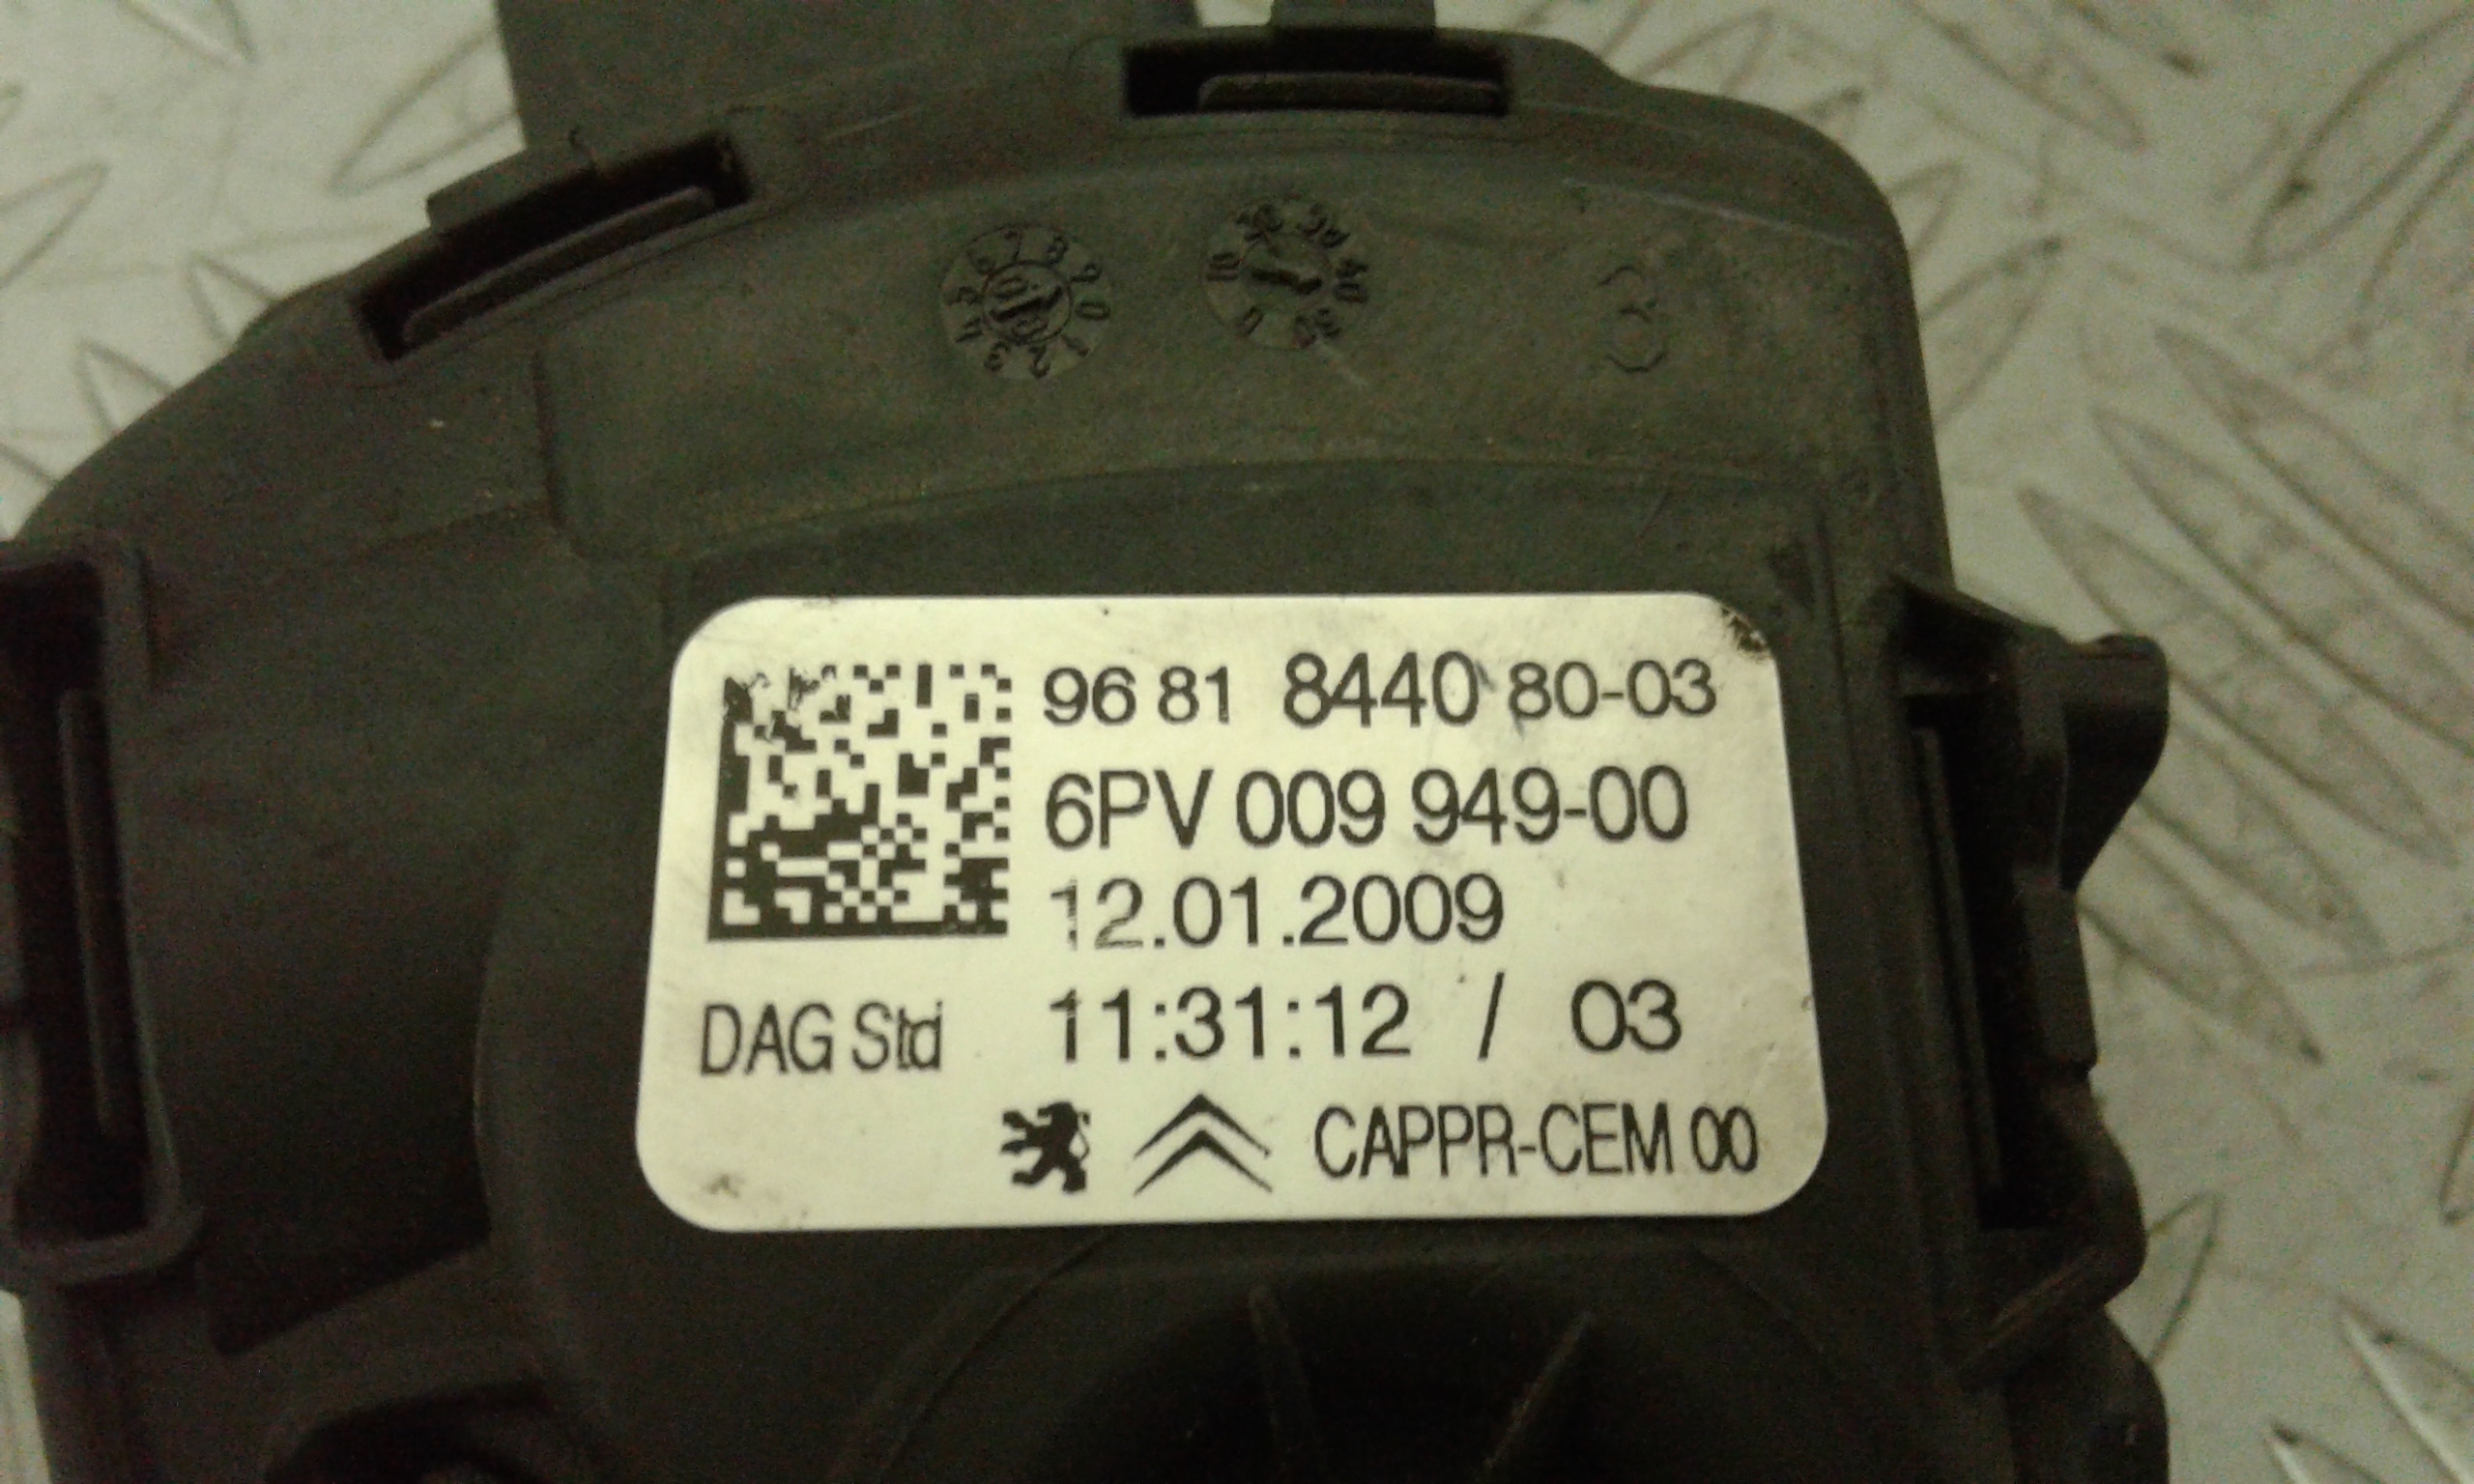 96 81 8440 80-03
6PV 009 949-00
12.01.2009
DAG Std 11:31:12 / 03
CAPPR-CEM 00